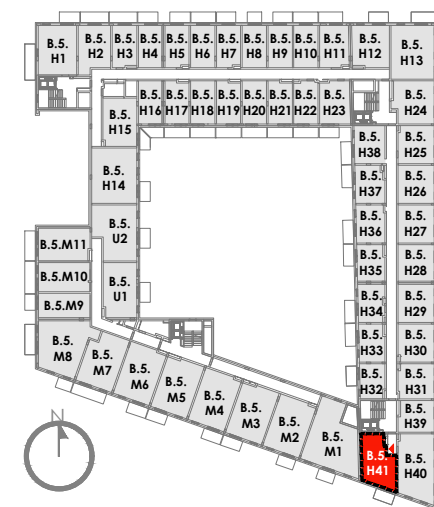 B.5. B.5. B.5. B.5. B.5. B.5. B.5. B.5. B.5. B.5. B.5. B.5. B.5.
H1 H2 H3 H4 H5 H6 H7 H8 H9 H10 H11 H12 H13
B.5. B.5. B.5. B.5. B.5. B.5. B.5. B.5. B.5.
H16 H17 H18 H19 H20 H21 H22 H23 H24
B.5.
H15
B.5. B.5.
H38 H25
B.5.
H14
B.5. B.5.
H37 H26
B.5.
U2
B.5. B.5.
H36 H27
B.5.M11
B.5. B.5.
H35 H28
B.5.M10
B.5.
U1
B.5. B.5.
H34 H29
B.5.M9
B.5. B.5.
H33 H30
B.5.
M8
B.5.
M7
B.5.
M6
B.5.
M5
B.5.
M4
B.5.
M3
B.5.
M2
B.5.
M1
B.5. B.5.
H32 H31
B.5.
H39
B.5. B.5.
H41 H40
N